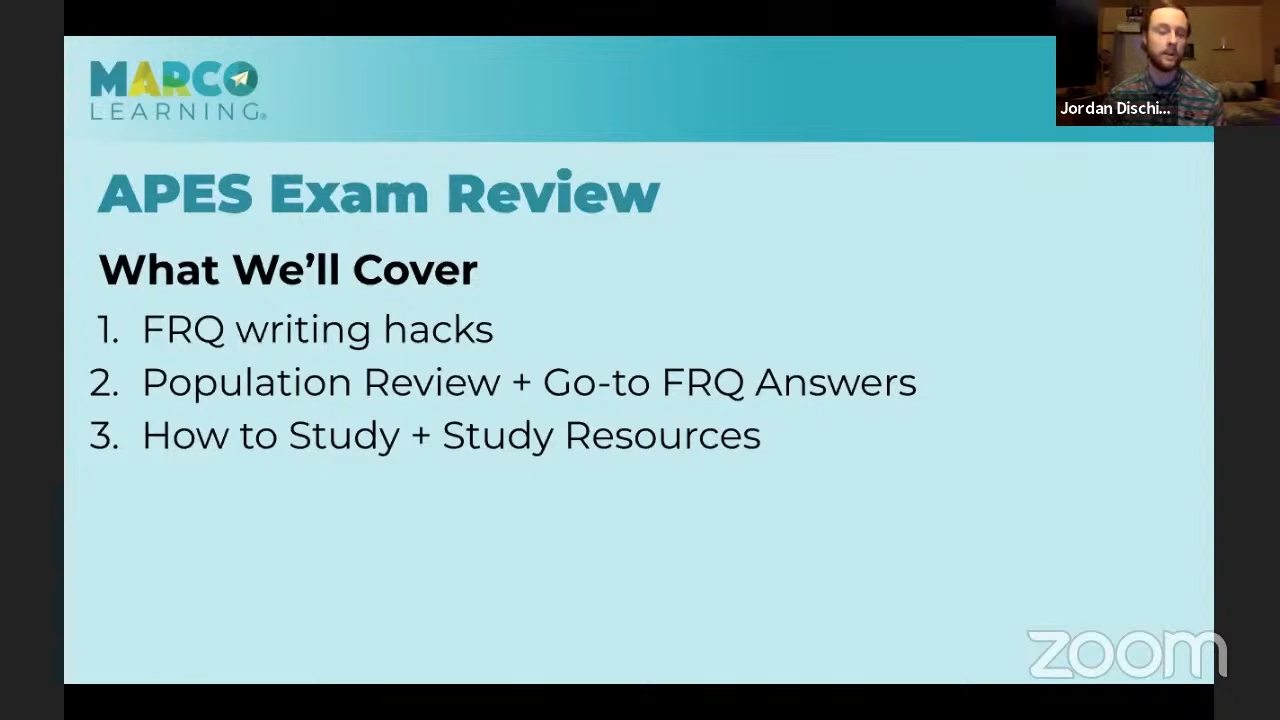 MARCO
LEARNING®
Jordan Dischi...
APES Exam Review
What We’ll Cover
1. FRQ writing hacks
2. Population Review + Go-to FRQ Answers
3. How to Study + Study Resources
zoom